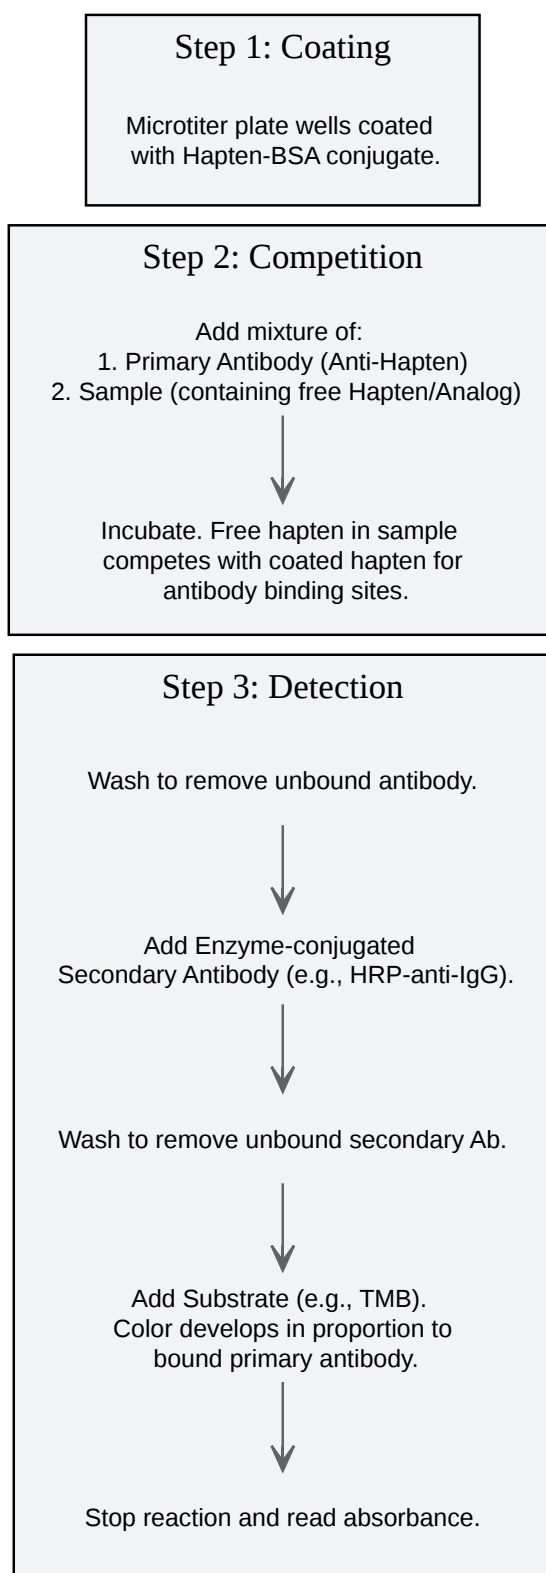 Step 1: Coating
Microtiter plate wells coated
with Hapten-BSA conjugate.
Step 2: Competition
Add mixture of:
1. Primary Antibody (Anti-Hapten)
2. Sample (containing free Hapten/Analog)
Incubate. Free hapten in sample
competes with coated hapten for
antibody binding sites.
Step 3: Detection
Wash to remove unbound antibody.
Add Enzyme-conjugated
Secondary Antibody (e.g., HRP-anti-IgG).
Wash to remove unbound secondary Ab.
Add Substrate (e.g., TMB).
Color develops in proportion to
bound primary antibody.
Stop reaction and read absorbance.